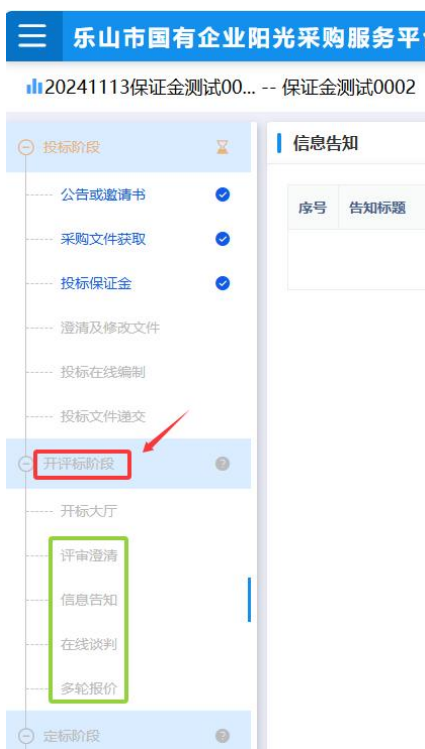 乐山市国有企业阳光采购服务平
20241113保证金测试00... -- 保证金测试0002
投标阶段
信息告知
公告或邀请书
序号 告知标题
采购文件获取
投标保证金
澄清及修改文件
投标在线编制
投标文件递交
开评标阶段
?
开标大厅
评审澄清
信息告知
在线谈判
多轮报价
定标阶段
?